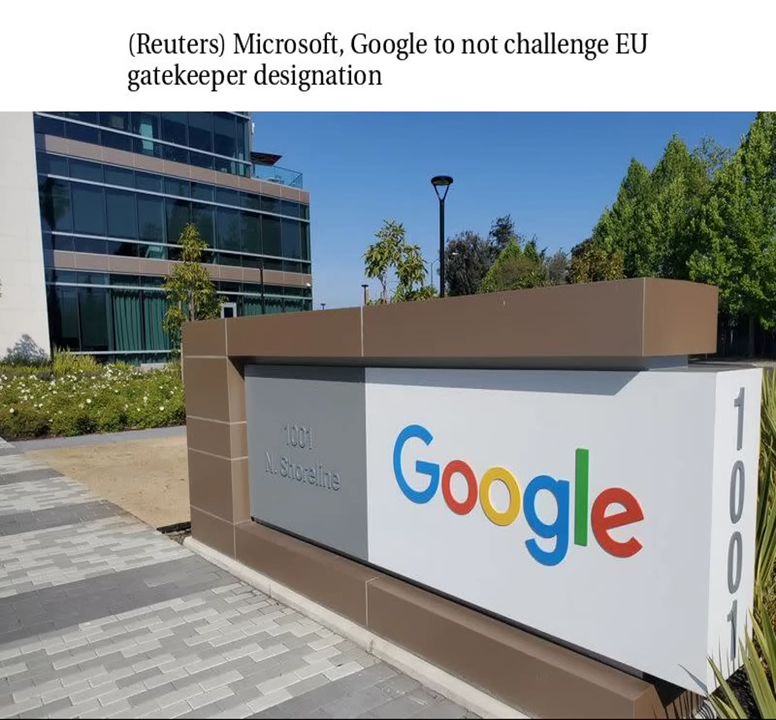 (Reuters) Microsoft, Google to not challenge EU
gatekeeper designation
1001
N. Shoreline
Google
1001